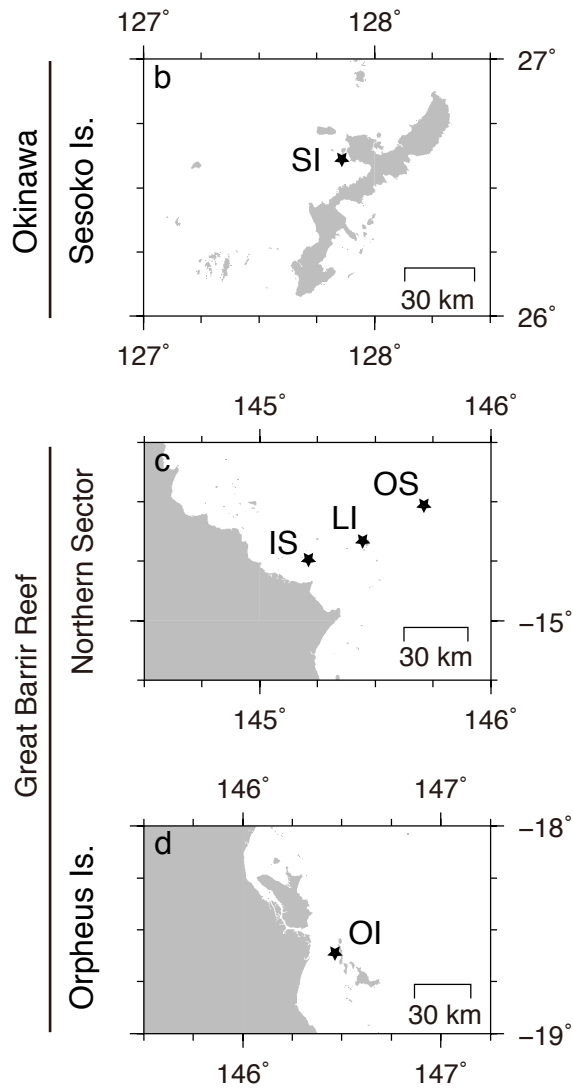 127˚ 128˚
b
27˚
Okinawa
Sesoko Is.
SI
30 km
26˚
127˚ 128˚
145˚ 146˚
c
Great Barrir Reef
Northern Sector
OS
LI
IS
−15˚
30 km
145˚ 146˚
146˚ 147˚
d
−18˚
Orpheus Is.
OI
30 km
−19˚
146˚ 147˚